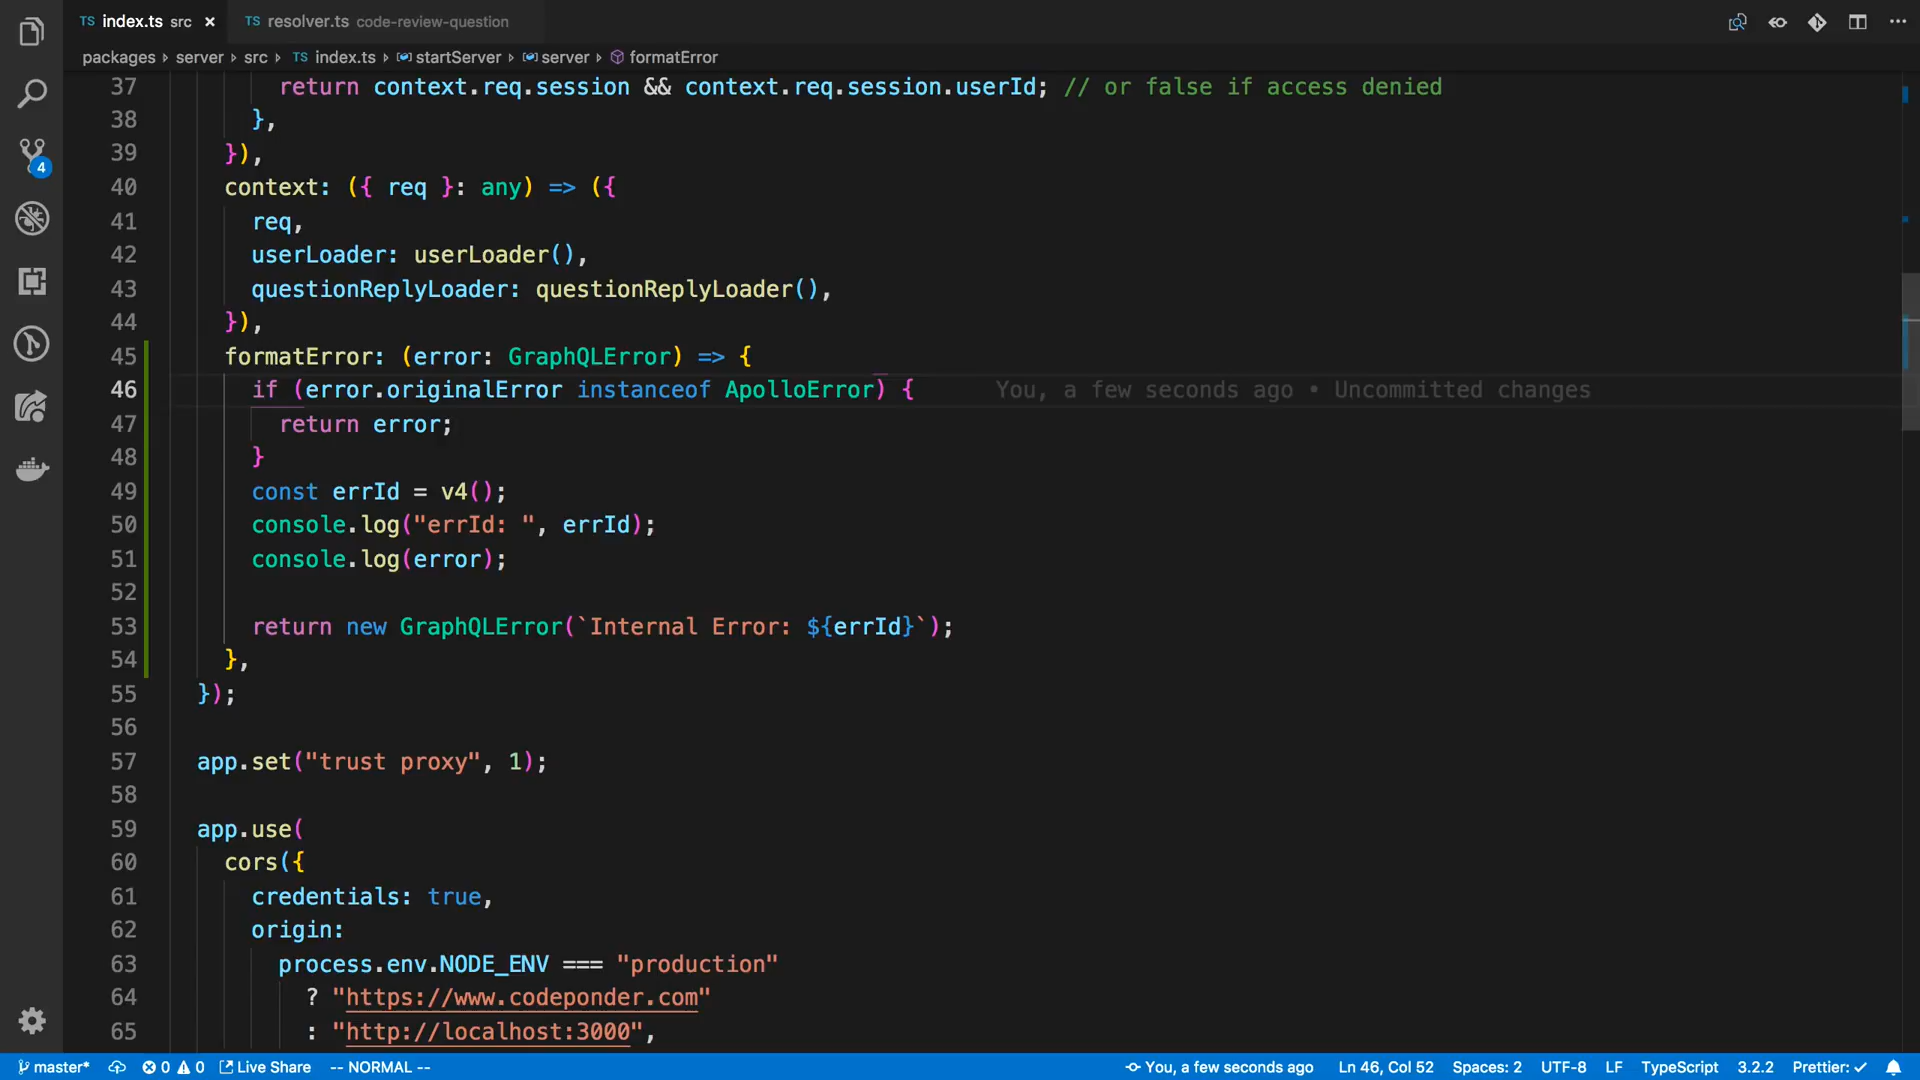 TS index.ts src × TS resolver.ts code-review-question
packages › server › src › TS index.ts › startServer › server › formatError
37 return context.req.session && context.req.session.userId; // or false if access denied
38 },
39 }),
40 context: ({ req }: any) => ({
41 req,
42 userLoader: userLoader(),
43 questionReplyLoader: questionReplyLoader(),
44 }),
45 formatError: (error: GraphQLError) => {
46 if (error.originalError instanceof ApolloError) { You, a few seconds ago • Uncommitted changes
47 return error;
48 }
49 const errId = v4();
50 console.log("errId: ", errId);
51 console.log(error);
52
53 return new GraphQLError(`Internal Error: ${errId}`);
54 },
55 });
56
57 app.set("trust proxy", 1);
58
59 app.use(
60 cors({
61 credentials: true,
62 origin:
63 process.env.NODE_ENV === "production"
64 ? "https://www.codeponder.com"
65 : "http://localhost:3000",
4
master* 0 0 Live Share -- NORMAL -- You, a few seconds ago Ln 46, Col 52 Spaces: 2 UTF-8 LF TypeScript 3.2.2 Prettier: ✓